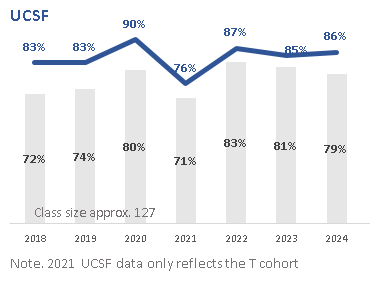 UCSF
83% 83% 90% 76% 87% 85% 86%
72% 74% 80% 71% 83% 81% 79%
Class size approx. 127
2018 2019 2020 2021 2022 2023 2024
Note. 2021 UCSF data only reflects the T cohort